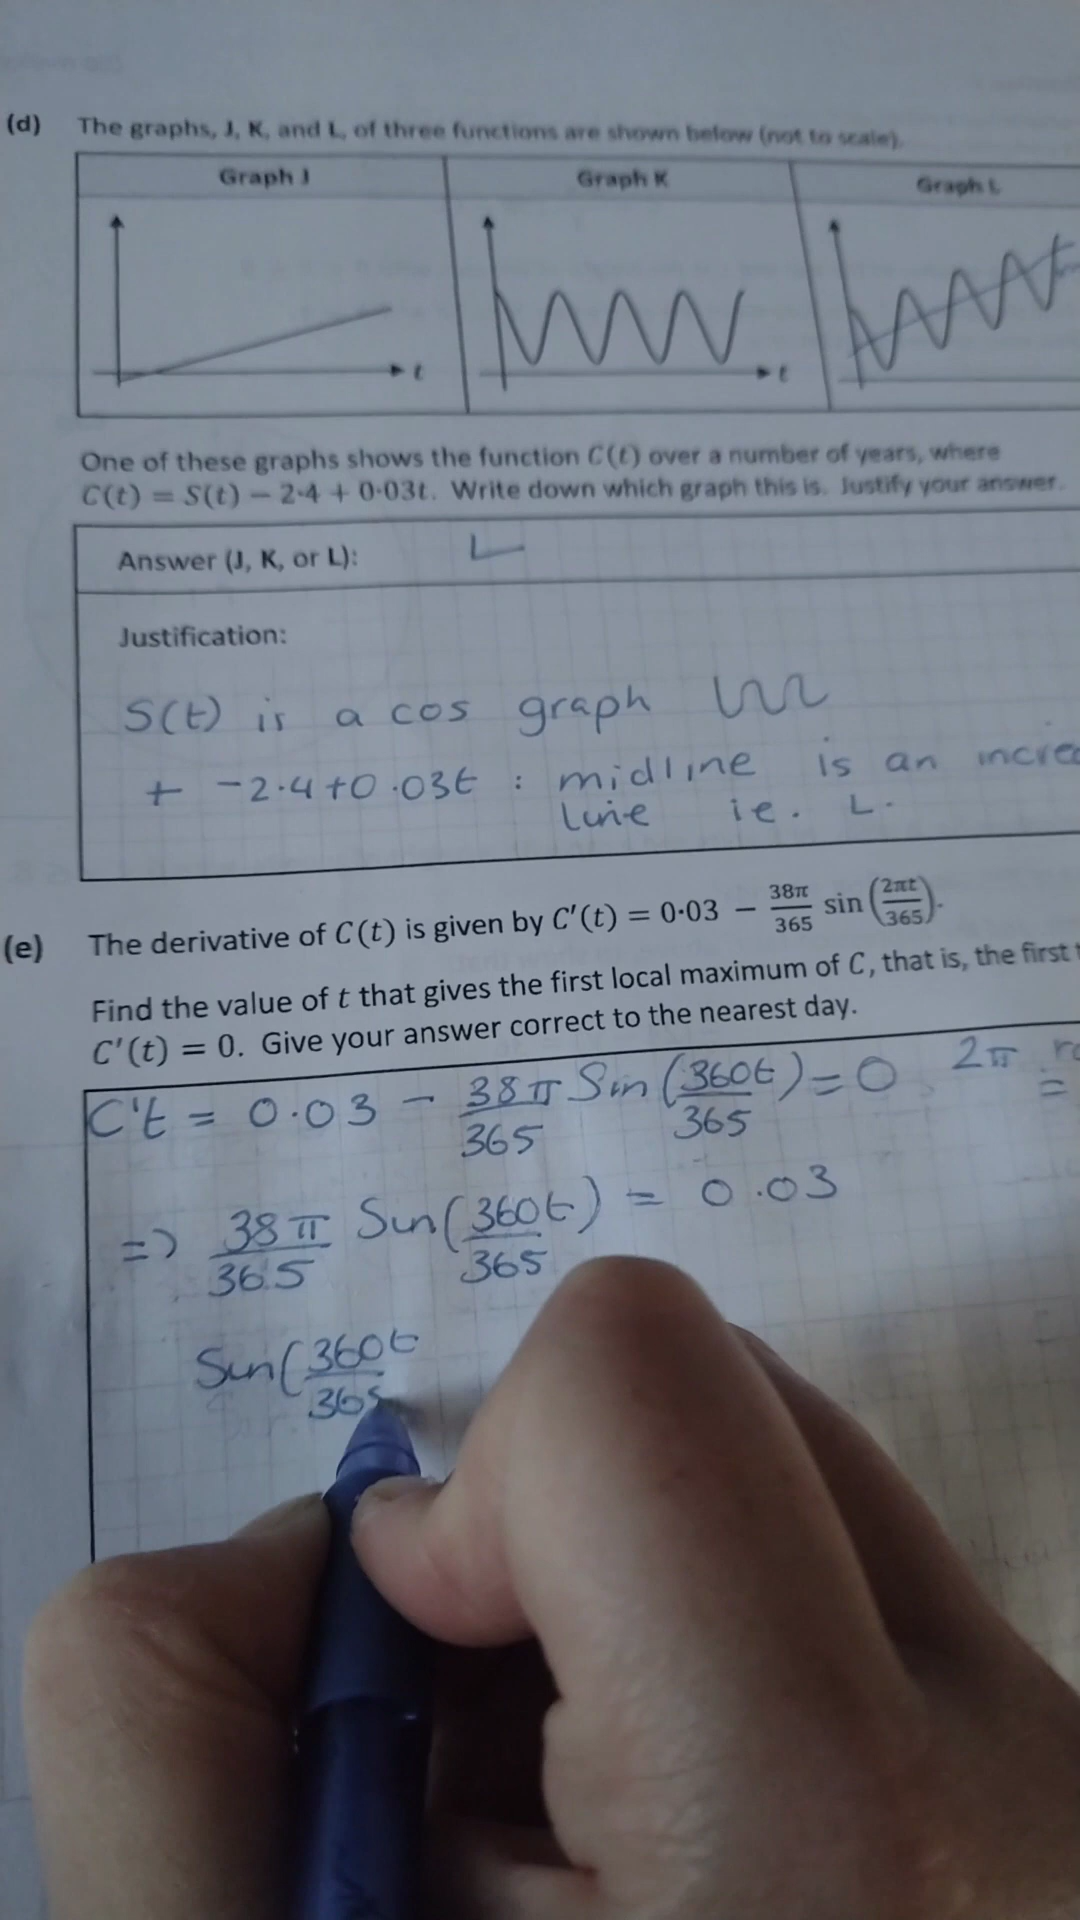 (d) The graphs, J, K, and L, of three functions are shown below (not to scale).
Graph J Graph K Graph L
t t
One of these graphs shows the function C(t) over a number of years, where
C(t) = S(t) − 2·4 + 0·03t. Write down which graph this is. Justify your answer.
Answer (J, K, or L): L
Justification:
S(t) is a cos graph
+ -2.4+0.03t : midline is an incre
line ie. L.
(e) The derivative of C(t) is given by C′(t) = 0·03 − 38π/365 sin (2πt/365).
Find the value of t that gives the first local maximum of C, that is, the first
C′(t) = 0. Give your answer correct to the nearest day.
C't = 0.03 - 38π/365 Sin (360t/365) = 0 2π
=
=> 38π/365 Sin (360t/365) = 0.03
Sin (360t/365